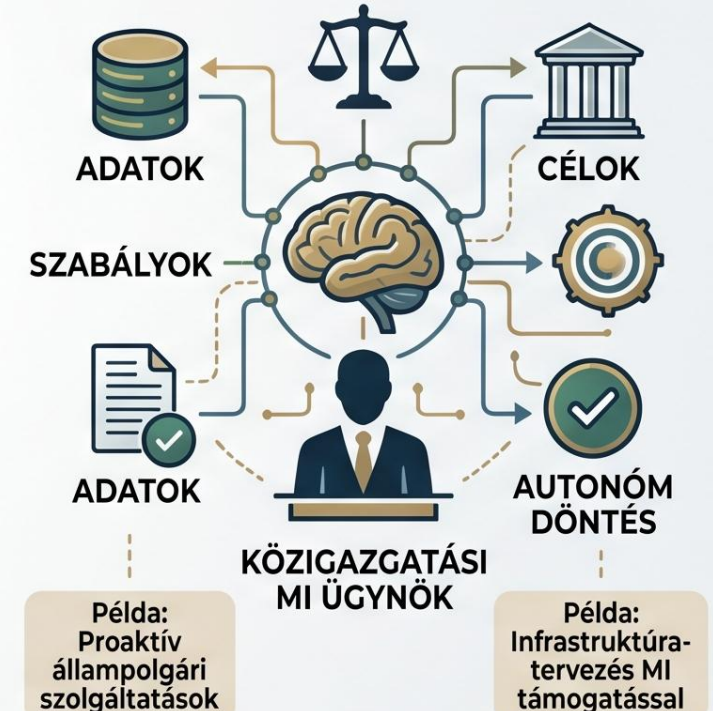 ADATOK
CÉLOK
SZABÁLYOK
ADATOK
AUTONÓM
DÖNTÉS
KÖZIGAZGATÁSI
MI ÜGYNÖK
Példa:
Proaktív
állampolgári
szolgáltatások
Példa:
Infrastruktúra-
tervezés MI
támogatással